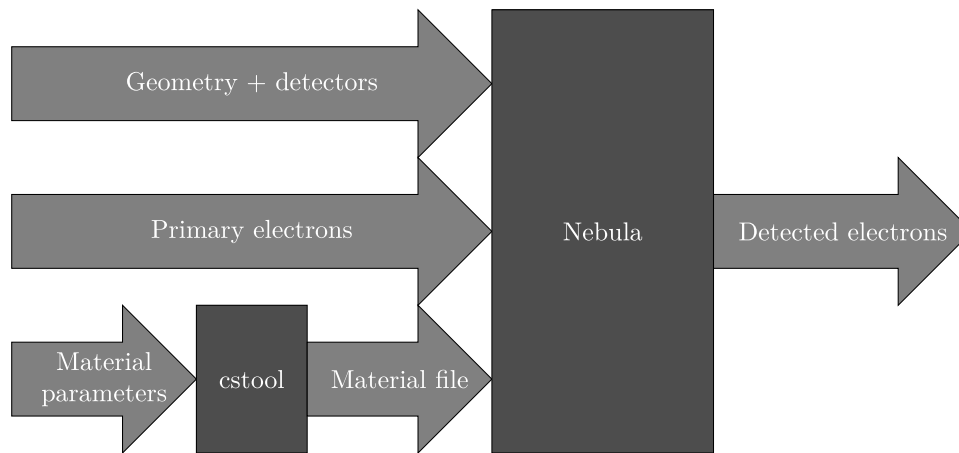 Geometry + detectors
Primary electrons
Nebula
Detected electrons
Material
parameters
cstool
Material file